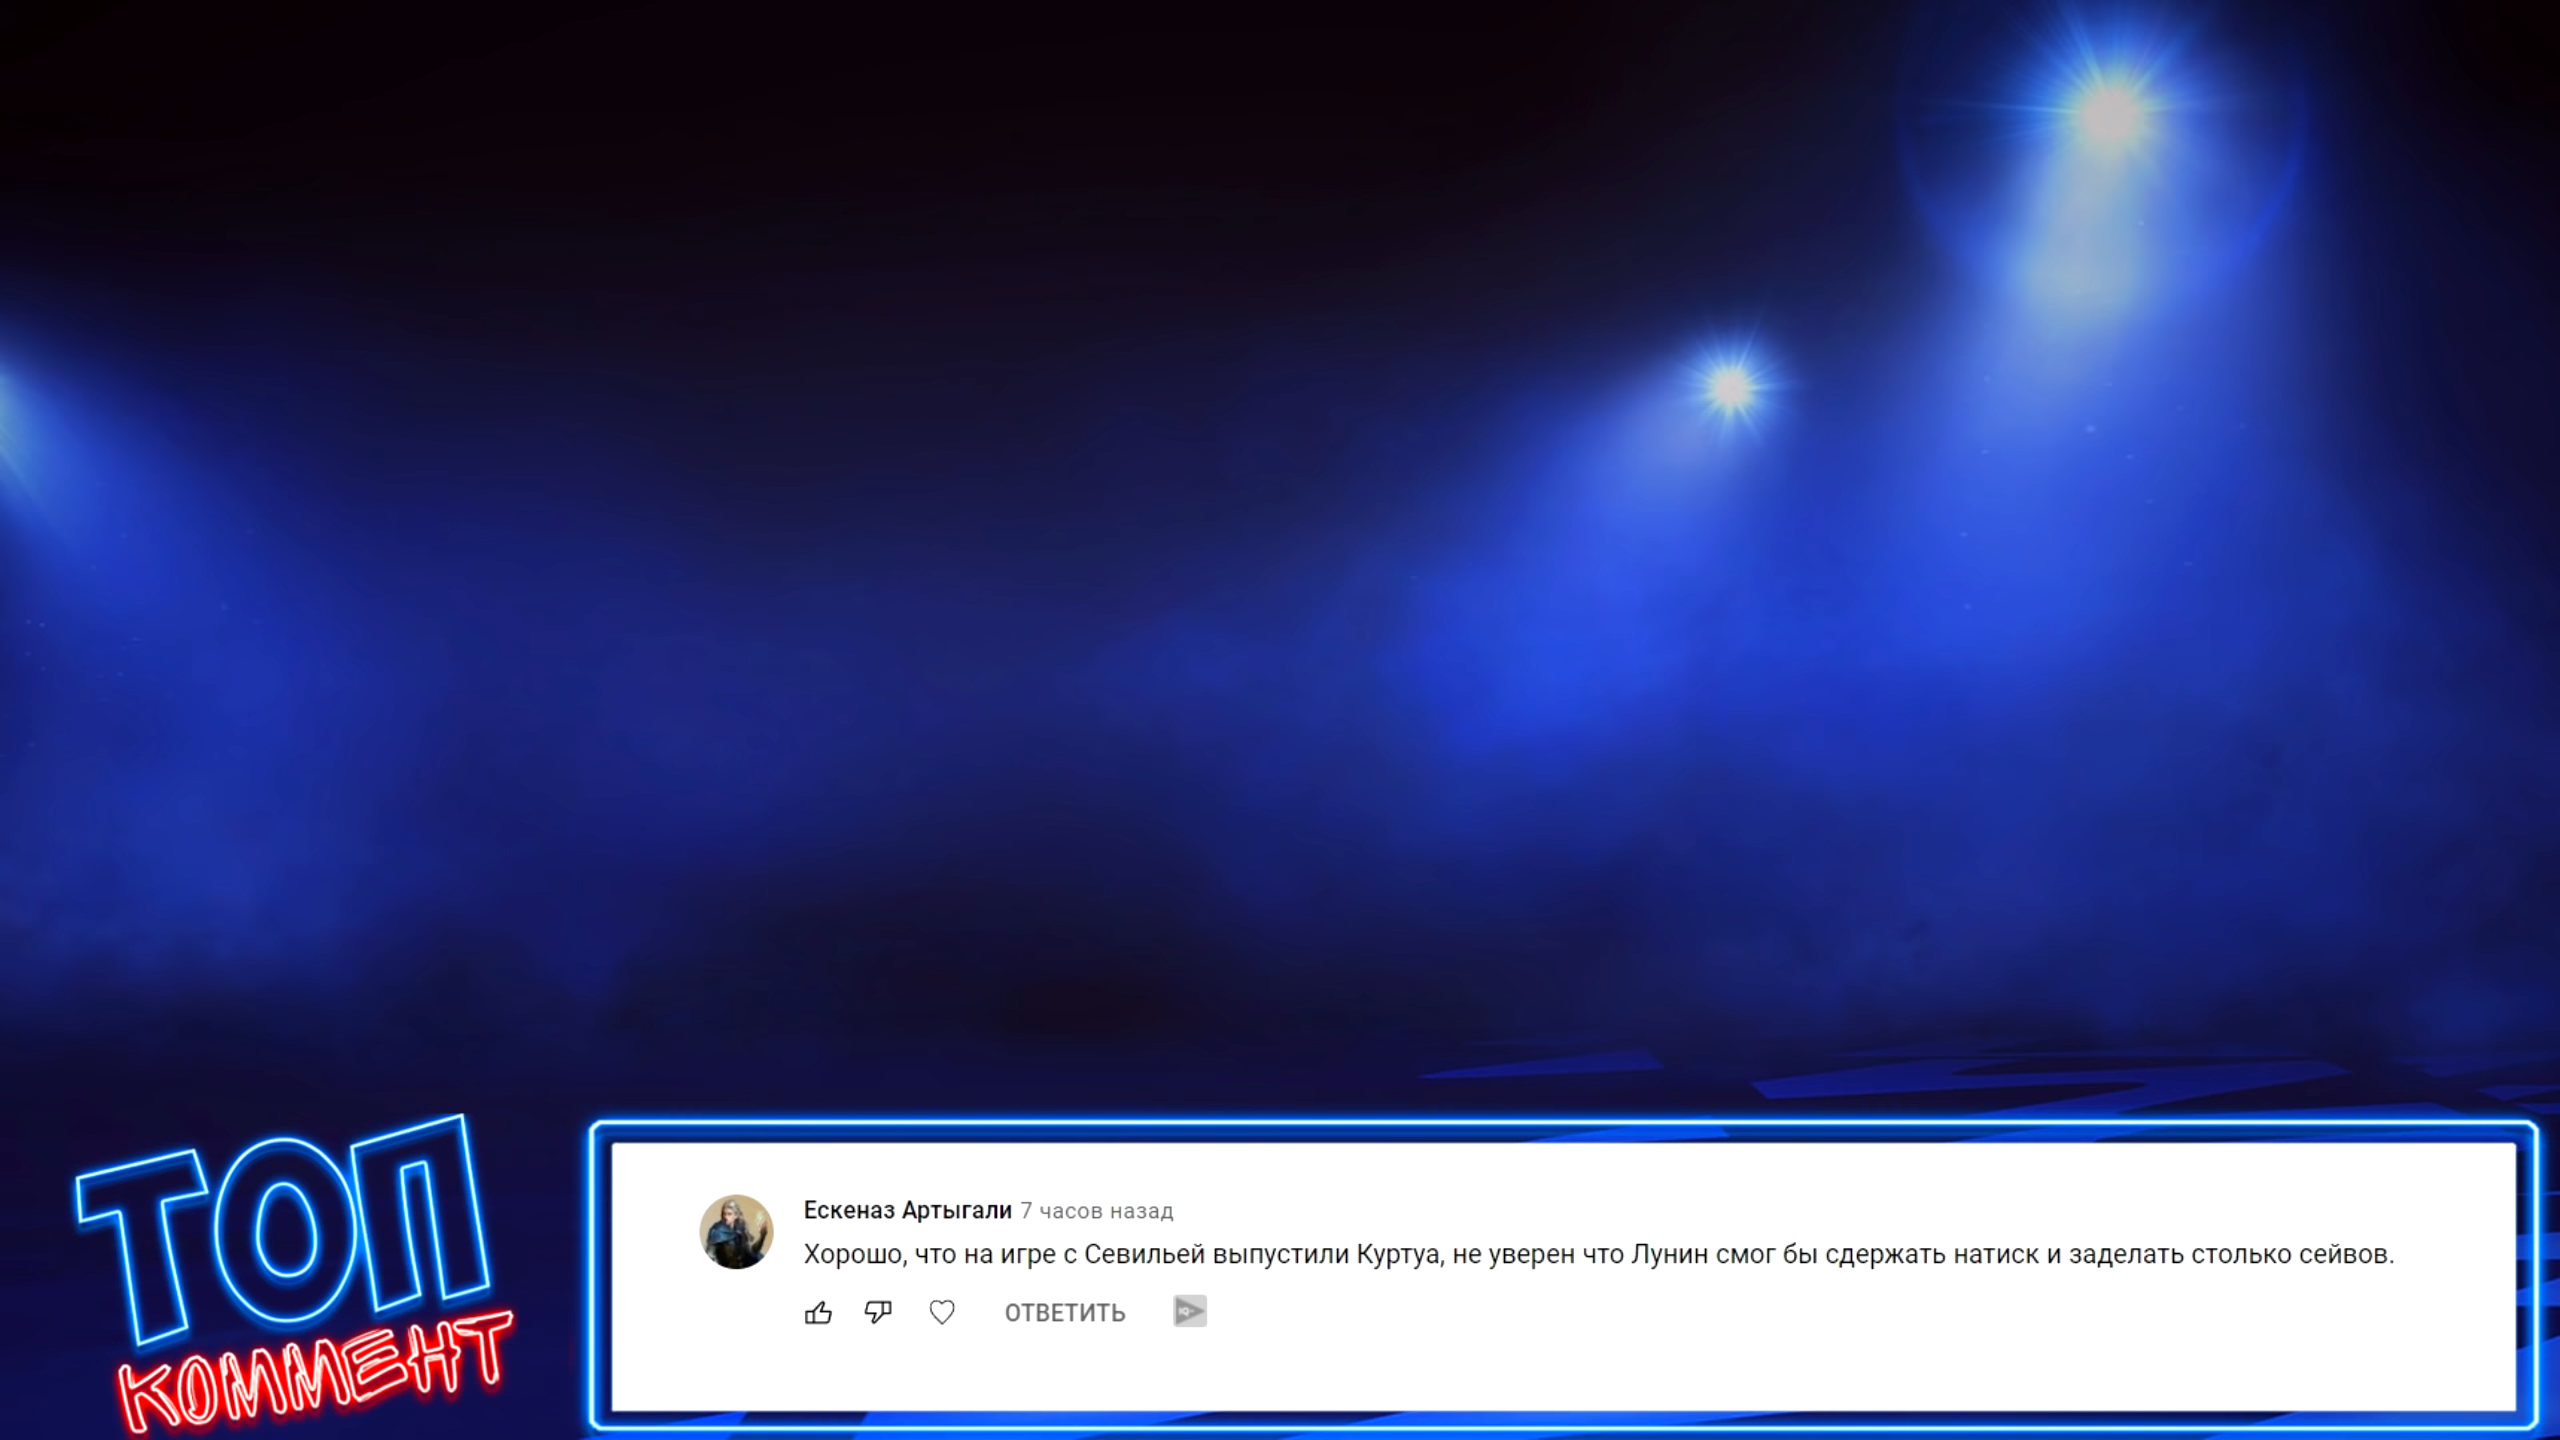 ТОП
КОММЕНТ
Ескеназ Артыгали 7 часов назад
Хорошо, что на игре с Севильей выпустили Куртуа, не уверен что Лунин смог бы сдержать натиск и заделать столько сейвов.
ОТВЕТИТЬ